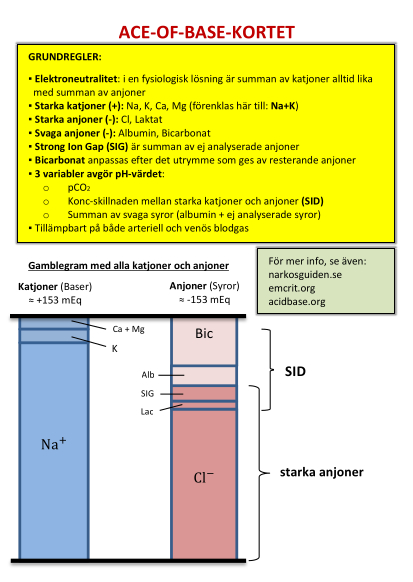 ACE-OF-BASE-KORTET
GRUNDREGLER:
▪ Elektroneutralitet: i en fysiologisk lösning är summan av katjoner alltid lika
med summan av anjoner
▪ Starka katjoner (+): Na, K, Ca, Mg (förenklas här till: Na+K)
▪ Starka anjoner (-): Cl, Laktat
▪ Svaga anjoner (-): Albumin, Bicarbonat
▪ Strong Ion Gap (SIG) är summan av ej analyserade anjoner
▪ Bicarbonat anpassas efter det utrymme som ges av resterande anjoner
▪ 3 variabler avgör pH-värdet:
o pCO₂
o Konc-skillnaden mellan starka katjoner och anjoner (SID)
o Summan av svaga syror (albumin + ej analyserade syror)
▪ Tillämpbart på både arteriell och venös blodgas
För mer info, se även:
narkosguiden.se
emcrit.org
acidbase.org
Gamblegram med alla katjoner och anjoner
Katjoner (Baser)
≈ +153 mEq
Anjoner (Syror)
≈ -153 mEq
Ca + Mg
K
Na⁺
Bic
Alb
SIG
Lac
Cl⁻
SID
starka anjoner